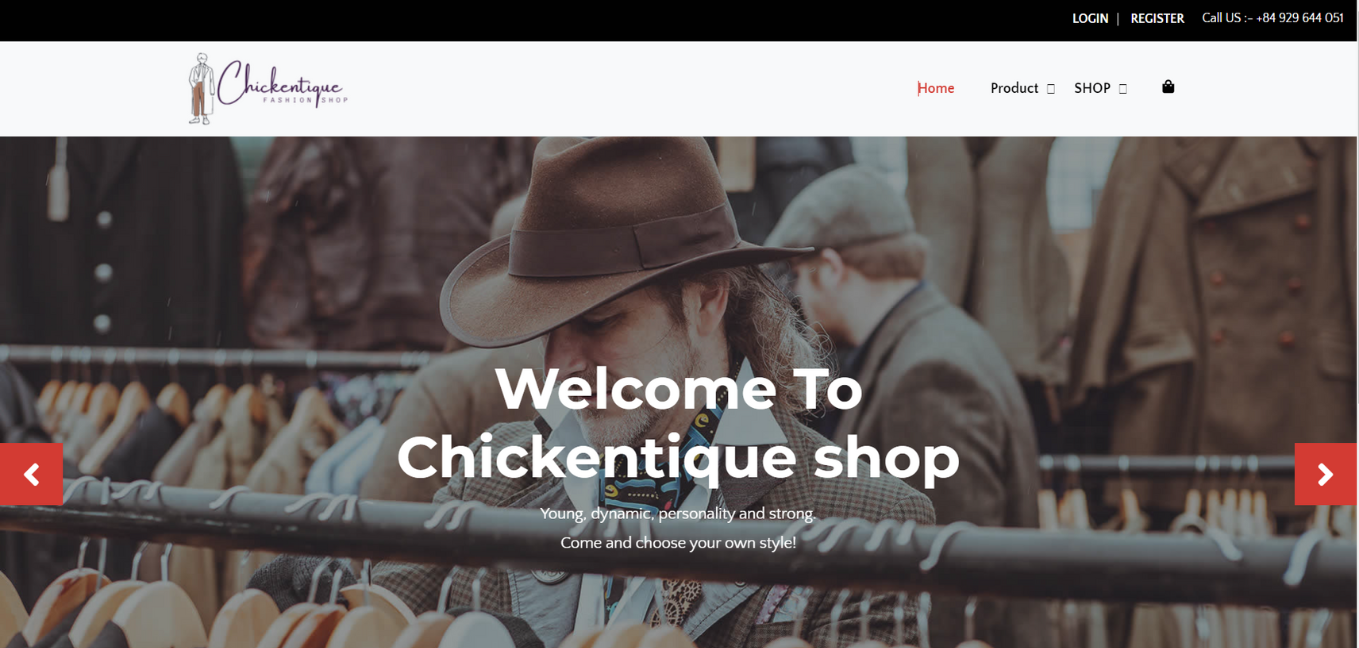 LOGIN | REGISTER Call US :- +84 929 644 051
Chickentique
FASHION SHOP
Home Product SHOP
Welcome To
Chickentique shop
Young, dynamic, personality and strong.
Come and choose your own style!